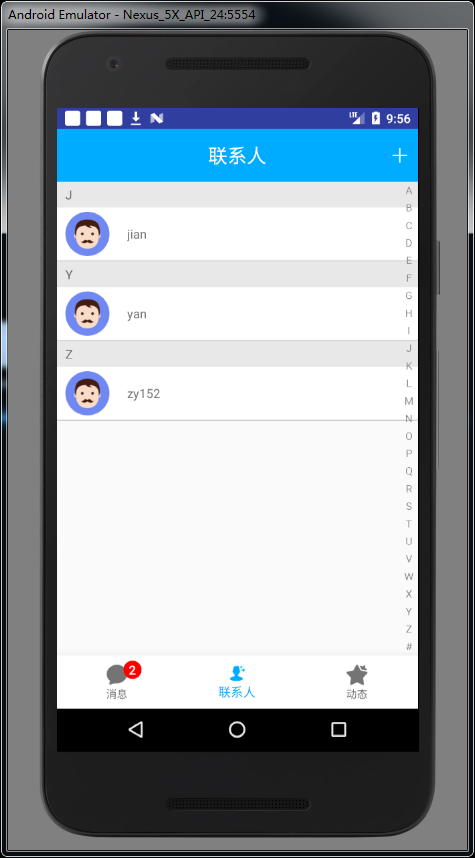 Android Emulator - Nexus_5X_API_24:5554
LTE 9:56
联系人
J
jian
Y
yan
Z
zy152
A
B
C
D
E
F
G
H
I
J
K
L
M
N
O
P
Q
R
S
T
U
V
W
X
Y
Z
#
2
消息
联系人
动态